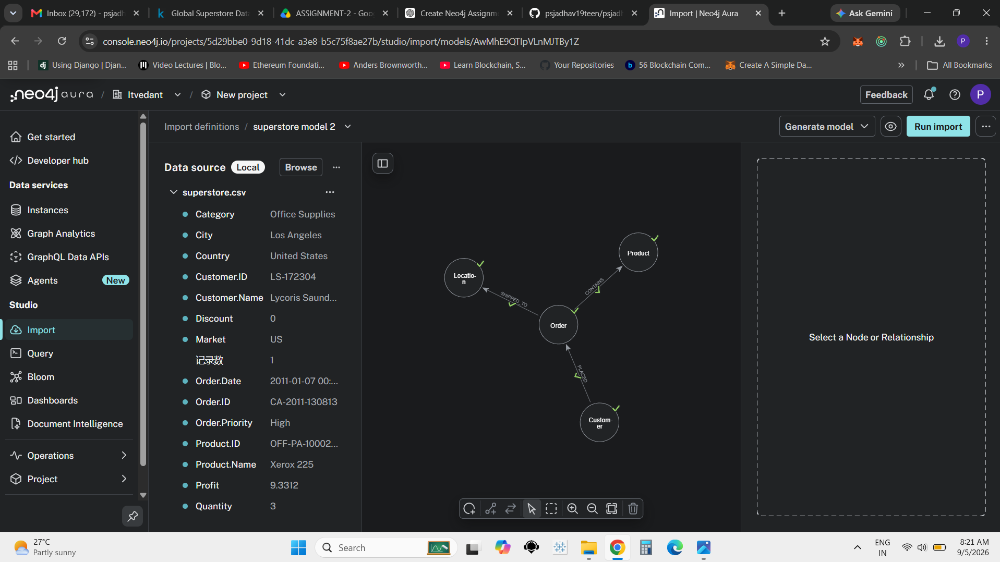 Inbox (29,172) - psjadh
Global Superstore Data
ASSIGNMENT-2 - Goo
Create Neo4j Assignm
psjadhav19teen/psjadh
Import | Neo4j Aura
Ask Gemini
console.neo4j.io/projects/5d29bbe0-9d18-41dc-a3e8-b5c75f8ae27b/studio/import/models/AwMhE9QTIpVLnMJTBy1Z
P
Using Django | Djan...
Video Lectures | Blo...
Ethereum Foundati...
Anders Brownworth...
Learn Blockchain, S...
Your Repositories
56 Blockchain Com...
Create A Simple Da...
All Bookmarks
neo4j aura / Itvedant / New project
Feedback
P
Get started
Developer hub
Data services
Instances
Graph Analytics
GraphQL Data APIs
Agents New
Studio
Import
Query
Bloom
Dashboards
Document Intelligence
Operations
Project
Import definitions / superstore model 2
Generate model
Run import
Data source Local Browse
superstore.csv
Category Office Supplies
City Los Angeles
Country United States
Customer.ID LS-172304
Customer.Name Lycoris Saund...
Discount 0
Market US
记录数 1
Order.Date 2011-01-07 00:...
Order.ID CA-2011-130813
Order.Priority High
Product.ID OFF-PA-10002...
Product.Name Xerox 225
Profit 9.3312
Quantity 3
Product
Locatio-
n
CONTAINS
SHIPPED_TO
Order
PLACED
Custom-
er
Select a Node or Relationship
27°C
Partly sunny
Search
ENG
IN
8:21 AM
9/5/2026